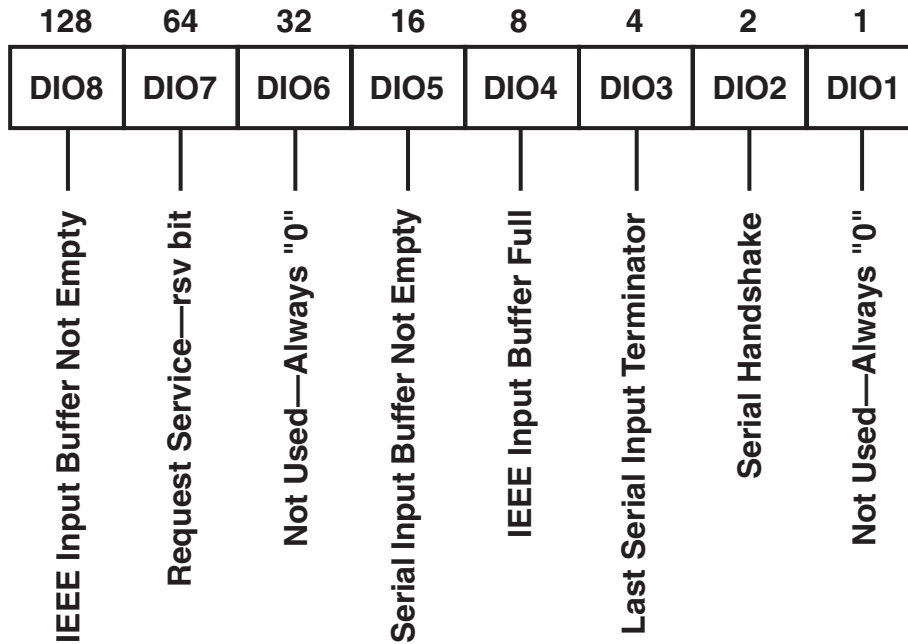 128 64 32 16 8 4 2 1
DIO8 DIO7 DIO6 DIO5 DIO4 DIO3 DIO2 DIO1
IEEE Input Buffer Not Empty
Request Service—rsv bit
Not Used—Always "0"
Serial Input Buffer Not Empty
IEEE Input Buffer Full
Last Serial Input Terminator
Serial Handshake
Not Used—Always "0"